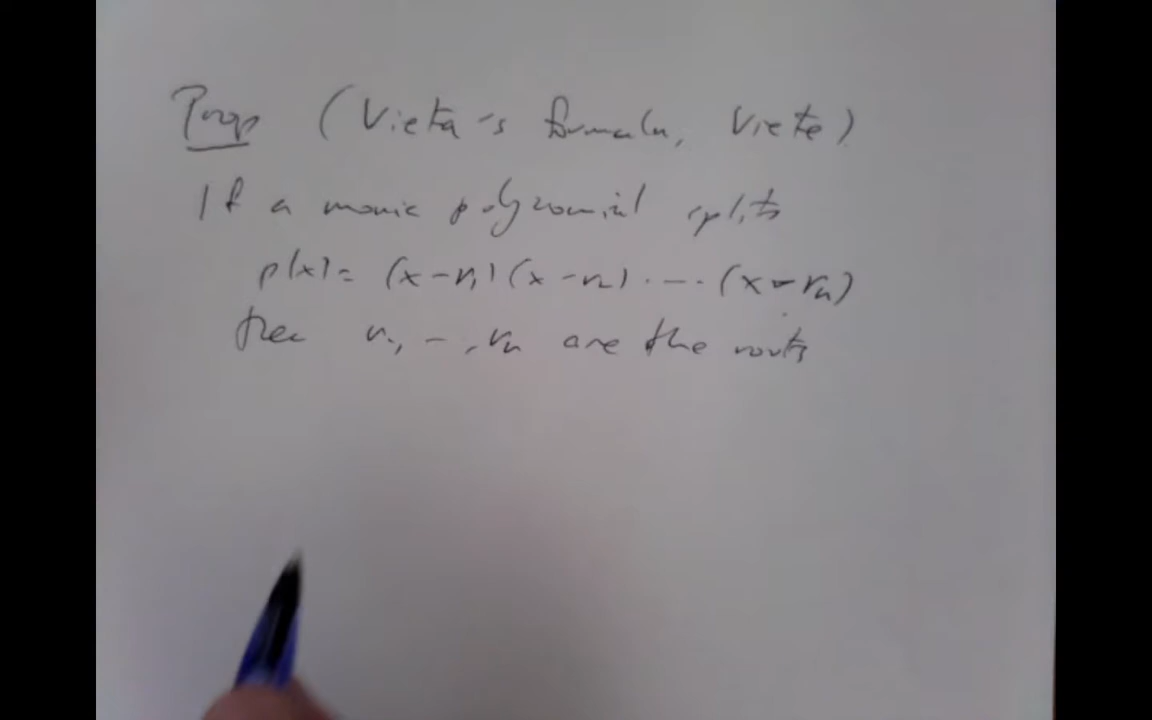 Prop (Vieta's formula, Viete)
If a monic polynomial splits
p(x) = (x - r₁)(x - r₂) · ... · (x - rₙ)
then r₁, -, rₙ are the roots